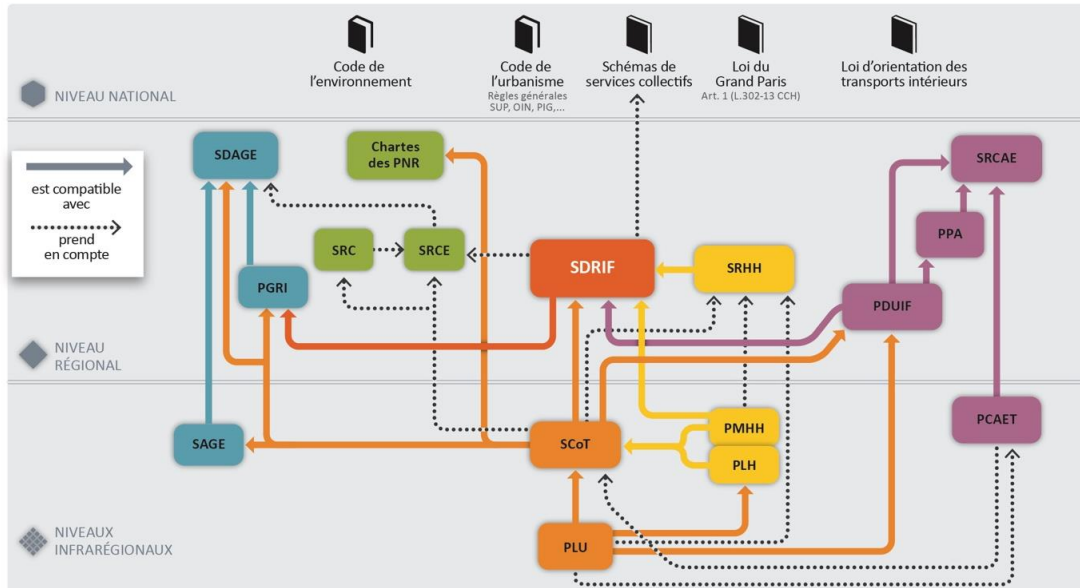 Code de
l'environnement
Code de
l'urbanisme
Règles générales
SUP, OIN, PIG,...
Schémas de
services collectifs
Loi du
Grand Paris
Art. 1 (L.302-13 CCH)
Loi d'orientation des
transports intérieurs
NIVEAU NATIONAL
est compatible
avec
prend
en compte
SDAGE
Chartes
des PNR
SRCAE
PPA
SRC
SRCE
SDRIF
SRHH
PGRI
PDUIF
NIVEAU
RÉGIONAL
SAGE
SCoT
PMHH
PLH
PCAET
PLU
NIVEAUX
INFRARÉGIONAUX